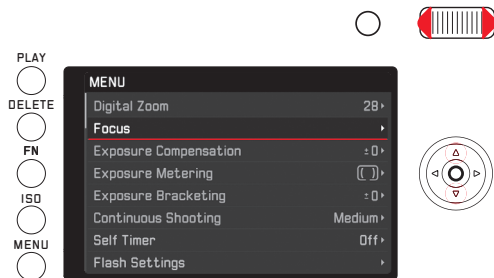 PLAY
DELETE
FN
ISO
MENU
MENU
Digital Zoom 28
Focus
Exposure Compensation ±0
Exposure Metering
Exposure Bracketing ±0
Continuous Shooting Medium
Self Timer Off
Flash Settings